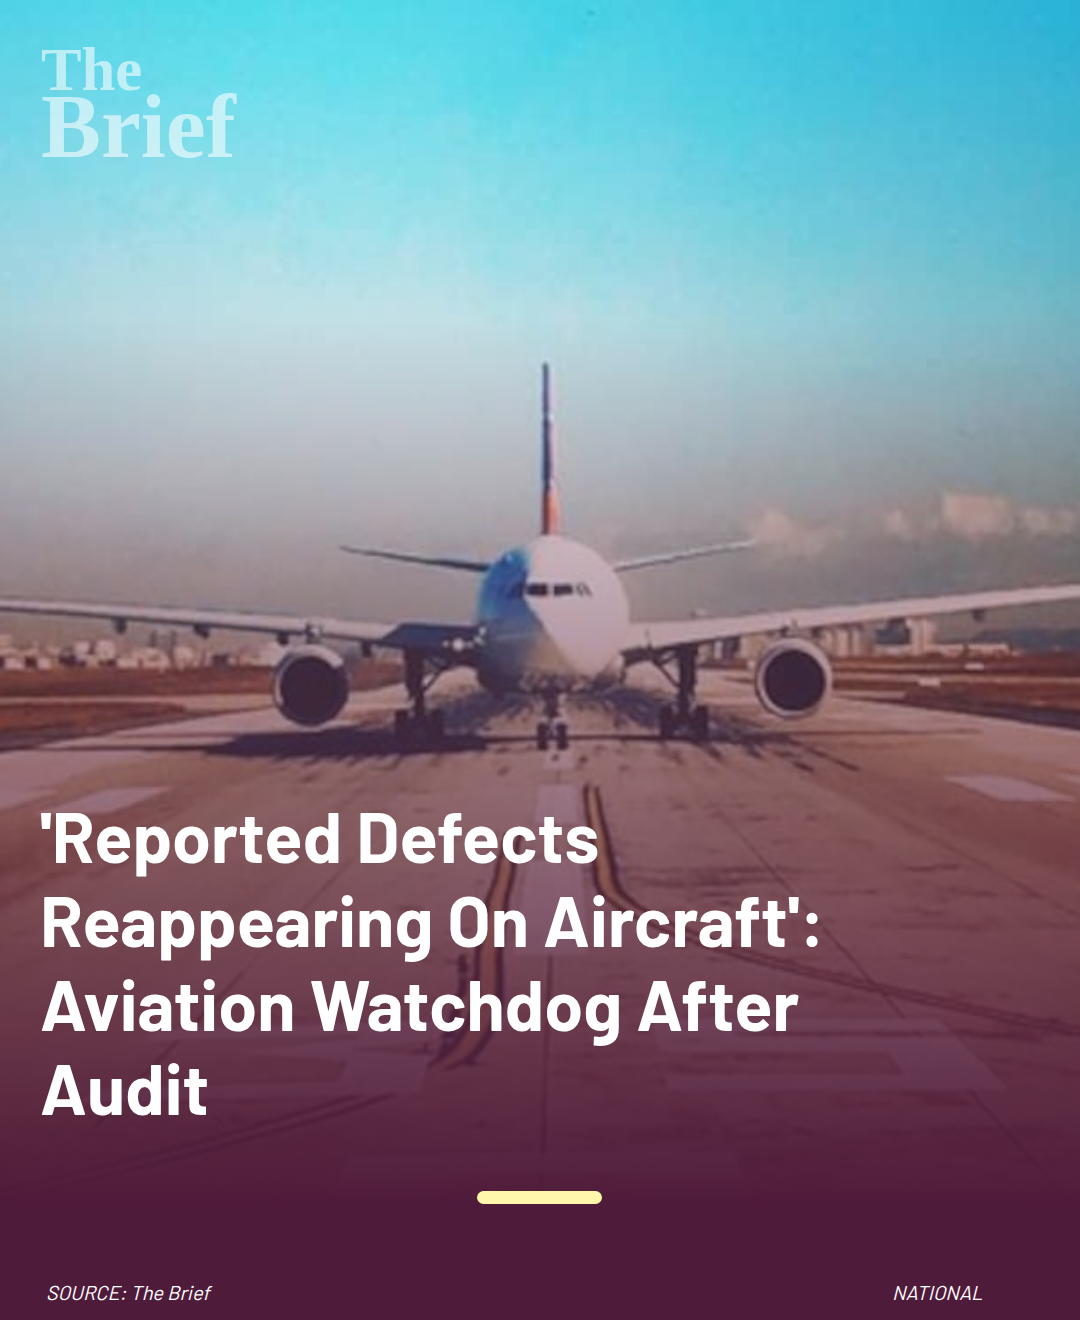 The
Brief
'Reported Defects
Reappearing On Aircraft':
Aviation Watchdog After
Audit
SOURCE: The Brief
NATIONAL